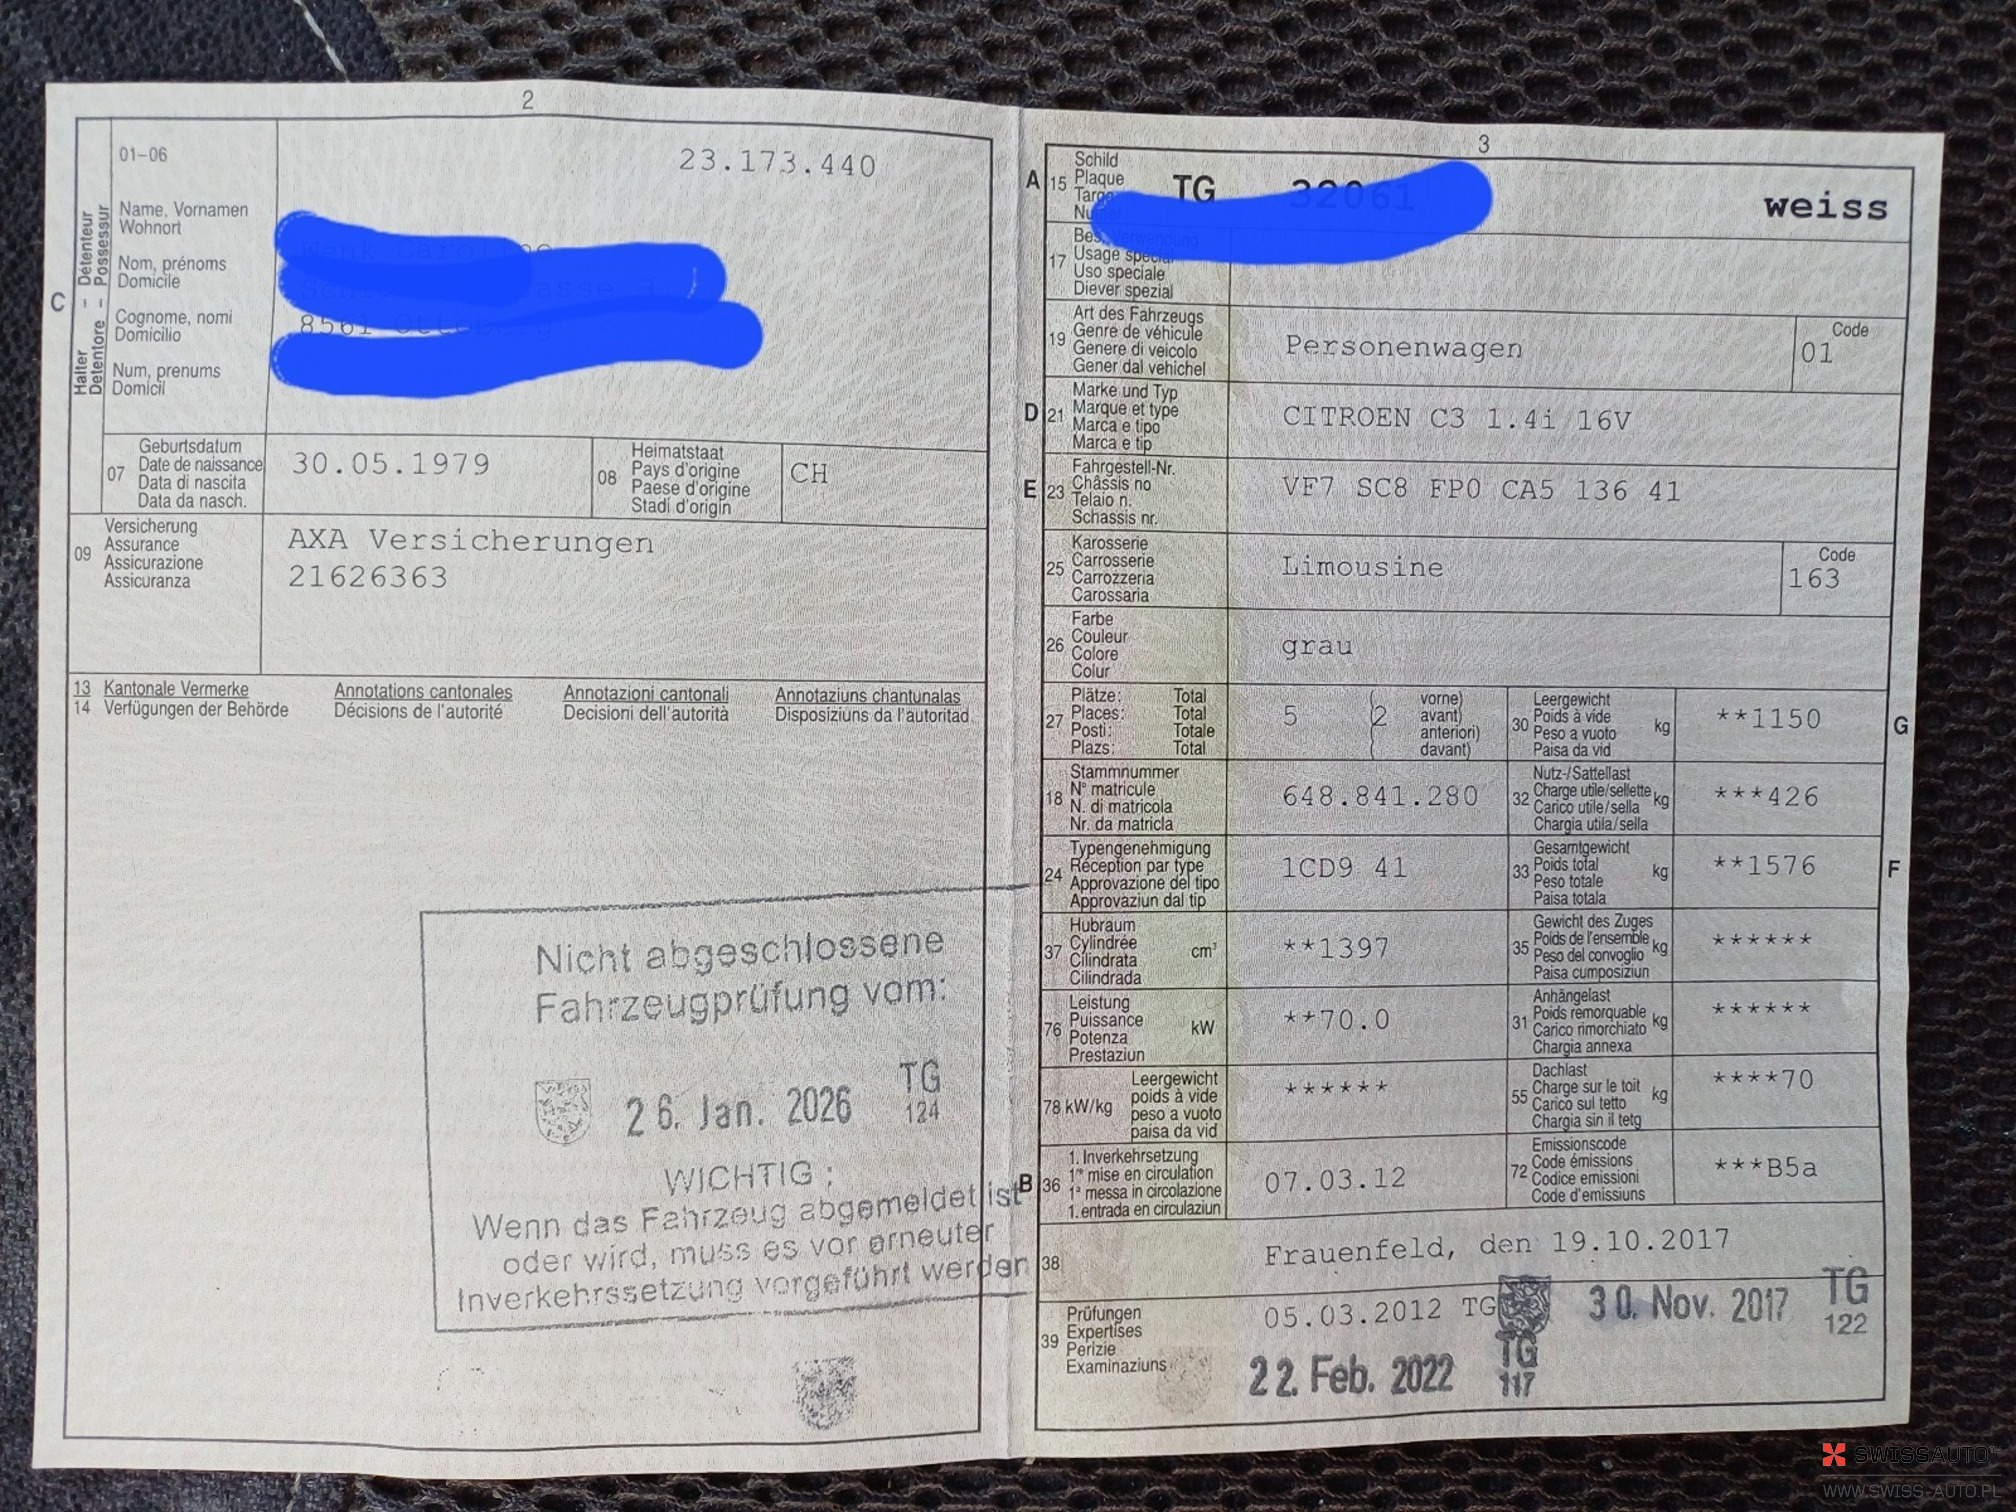 2
01-06
23.173.440
C
Halter - Détenteur
Detentore - Possessur
Name, Vornamen
Wohnort
Nom, prénoms
Domicile
Cognome, nomi
Domicilio
Num, prenums
Domicil
07
Geburtsdatum
Date de naissance
Data di nascita
Data da nasch.
30.05.1979
08
Heimatstaat
Pays d'origine
Paese d'origine
Stadi d'origin
CH
09
Versicherung
Assurance
Assicurazione
Assicuranza
AXA Versicherungen
21626363
13 Kantonale Vermerke Annotations cantonales Annotazioni cantonali Annotaziuns chantunalas
14 Verfügungen der Behörde Décisions de l'autorité Decisioni dell'autorità Disposiziuns da l'autoritad
Nicht abgeschlossene
Fahrzeugprüfung vom:
26. Jan. 2026
TG
124
WICHTIG :
Wenn das Fahrzeug abgemeldet ist
oder wird, muss es vor erneuter
Inverkehrssetzung vorgeführt werden
3
A
15
Schild
Plaque
TG
weiss
17
Usage
Uso speciale
Diever spezial
19
Art des Fahrzeugs
Genre de véhicule
Genere di veicolo
Gener dal vehichel
Personenwagen
Code
01
D
21
Marke und Typ
Marque et type
Marca e tipo
Marca e tip
CITROEN C3 1.4i 16V
E
23
Fahrgestell-Nr.
Châssis no
Telaio n.
Schassis nr.
VF7 SC8 FP0 CA5 136 41
25
Karosserie
Carrosserie
Carrozzeria
Carossaria
Limousine
Code
163
26
Farbe
Couleur
Colore
Colur
grau
27
Plätze: Total
Places: Total
Posti: Totale
Plazs: Total
5 (2
vorne)
avant)
anteriori)
davant)
30
Leergewicht
Poids à vide
Peso a vuoto
Paisa da vid
kg
**1150
G
18
Stammnummer
N° matricule
N. di matricola
Nr. da matricla
648.841.280
32
Nutz-/Sattellast
Charge utile/sellette
Carico utile/sella
Chargia utila/sella
kg
***426
24
Typengenehmigung
Réception par type
Approvazione del tipo
Approvaziun dal tip
1CD9 41
33
Gesamtgewicht
Poids total
Peso totale
Paisa totala
kg
**1576
F
37
Hubraum
Cylindrée
Cilindrata
Cilindrada
cm³
**1397
35
Gewicht des Zuges
Poids de l'ensemble
Peso del convoglio
Paisa cumposiziun
kg
******
76
Leistung
Puissance
Potenza
Prestaziun
kW
**70.0
31
Anhängelast
Poids remorquable
Carico rimorchiato
Chargia annexa
kg
******
78 kW/kg
Leergewicht
poids à vide
peso a vuoto
paisa da vid
******
55
Dachlast
Charge sur le toit
Carico sul tetto
Chargia sin il tetg
kg
****70
B
36
1. Inverkehrsetzung
1re mise en circulation
1a messa in circolazione
1. entrada en circulaziun
07.03.12
72
Emissionscode
Code émissions
Codice emissioni
Code d'emissiuns
***B5a
38
Frauenfeld, den 19.10.2017
39
Prüfungen
Expertises
Perizie
Examinaziuns
05.03.2012 TG
30. Nov. 2017
TG
122
22. Feb. 2022
TG
117
SWISSAUTO
WWW.SWISS-AUTO.PL